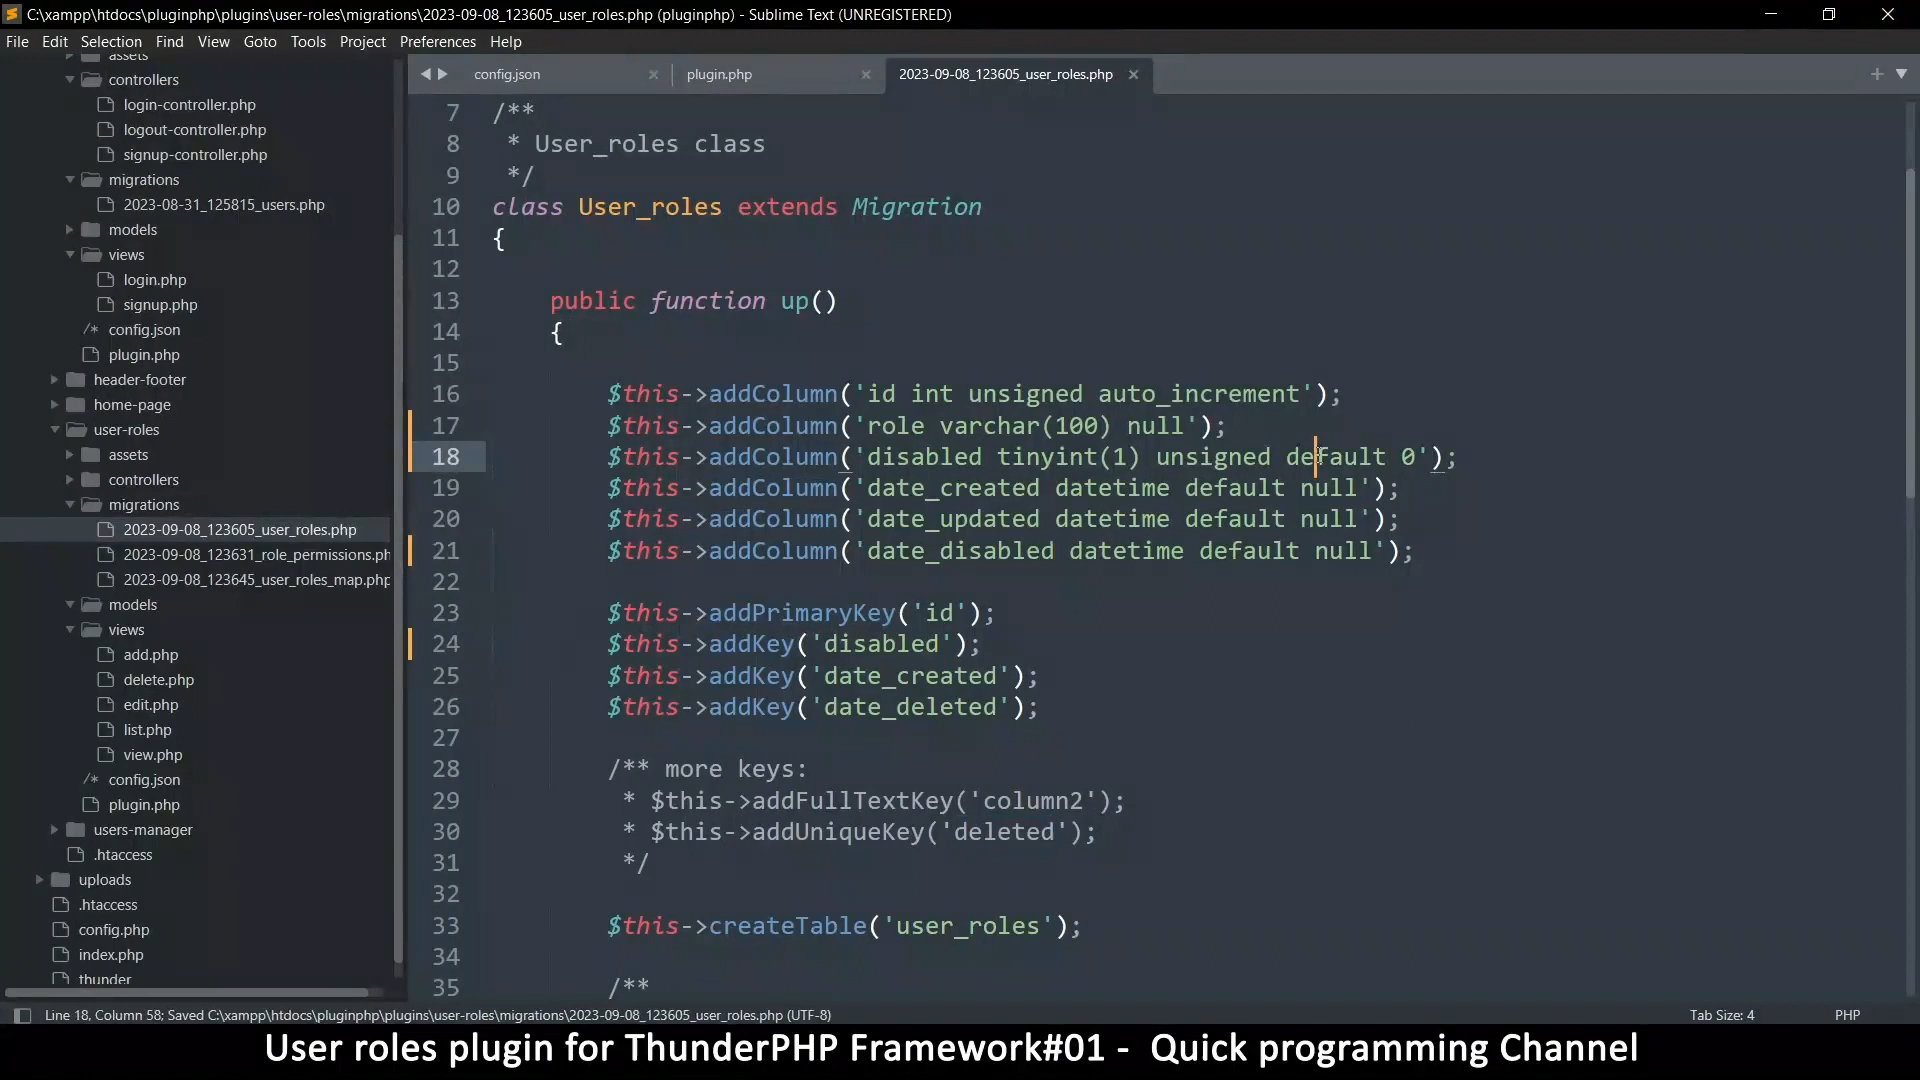 C:\xampp\htdocs\pluginphp\plugins\user-roles\migrations\2023-09-08_123605_user_roles.php (pluginphp) - Sublime Text (UNREGISTERED)
File Edit Selection Find View Goto Tools Project Preferences Help
assets
controllers
login-controller.php
logout-controller.php
signup-controller.php
migrations
2023-08-31_125815_users.php
models
views
login.php
signup.php
/* config.json
plugin.php
header-footer
home-page
user-roles
assets
controllers
migrations
2023-09-08_123605_user_roles.php
2023-09-08_123631_role_permissions.ph
2023-09-08_123645_user_roles_map.php
models
views
add.php
delete.php
edit.php
list.php
view.php
/* config.json
plugin.php
users-manager
.htaccess
uploads
.htaccess
config.php
index.php
thunder
config.json
plugin.php
2023-09-08_123605_user_roles.php
7 /**
8 * User_roles class
9 */
10 class User_roles extends Migration
11 {
12
13 public function up()
14 {
15
16 $this->addColumn('id int unsigned auto_increment');
17 $this->addColumn('role varchar(100) null');
18 $this->addColumn('disabled tinyint(1) unsigned default 0');
19 $this->addColumn('date_created datetime default null');
20 $this->addColumn('date_updated datetime default null');
21 $this->addColumn('date_disabled datetime default null');
22
23 $this->addPrimaryKey('id');
24 $this->addKey('disabled');
25 $this->addKey('date_created');
26 $this->addKey('date_deleted');
27
28 /** more keys:
29 * $this->addFullTextKey('column2');
30 * $this->addUniqueKey('deleted');
31 */
32
33 $this->createTable('user_roles');
34
35 /**
Line 18, Column 58; Saved C:\xampp\htdocs\pluginphp\plugins\user-roles\migrations\2023-09-08_123605_user_roles.php (UTF-8)
Tab Size: 4
PHP
User roles plugin for ThunderPHP Framework#01 - Quick programming Channel